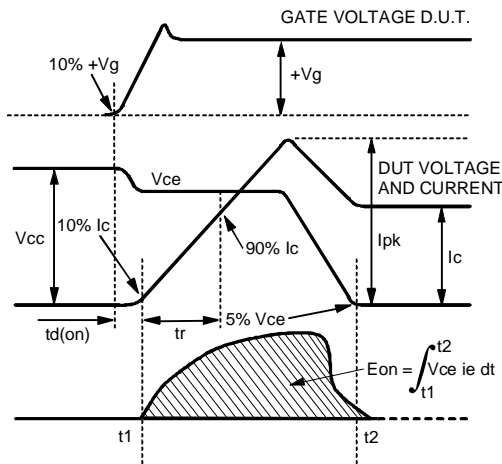 GATE VOLTAGE D.U.T.
10% +Vg
+Vg
Vce
DUT VOLTAGE
AND CURRENT
10% Ic
Vcc
90% Ic
Ipk
Ic
td(on)
tr
5% Vce
Eon = ∫ Vce ie dt
t2
t1
t1
t2